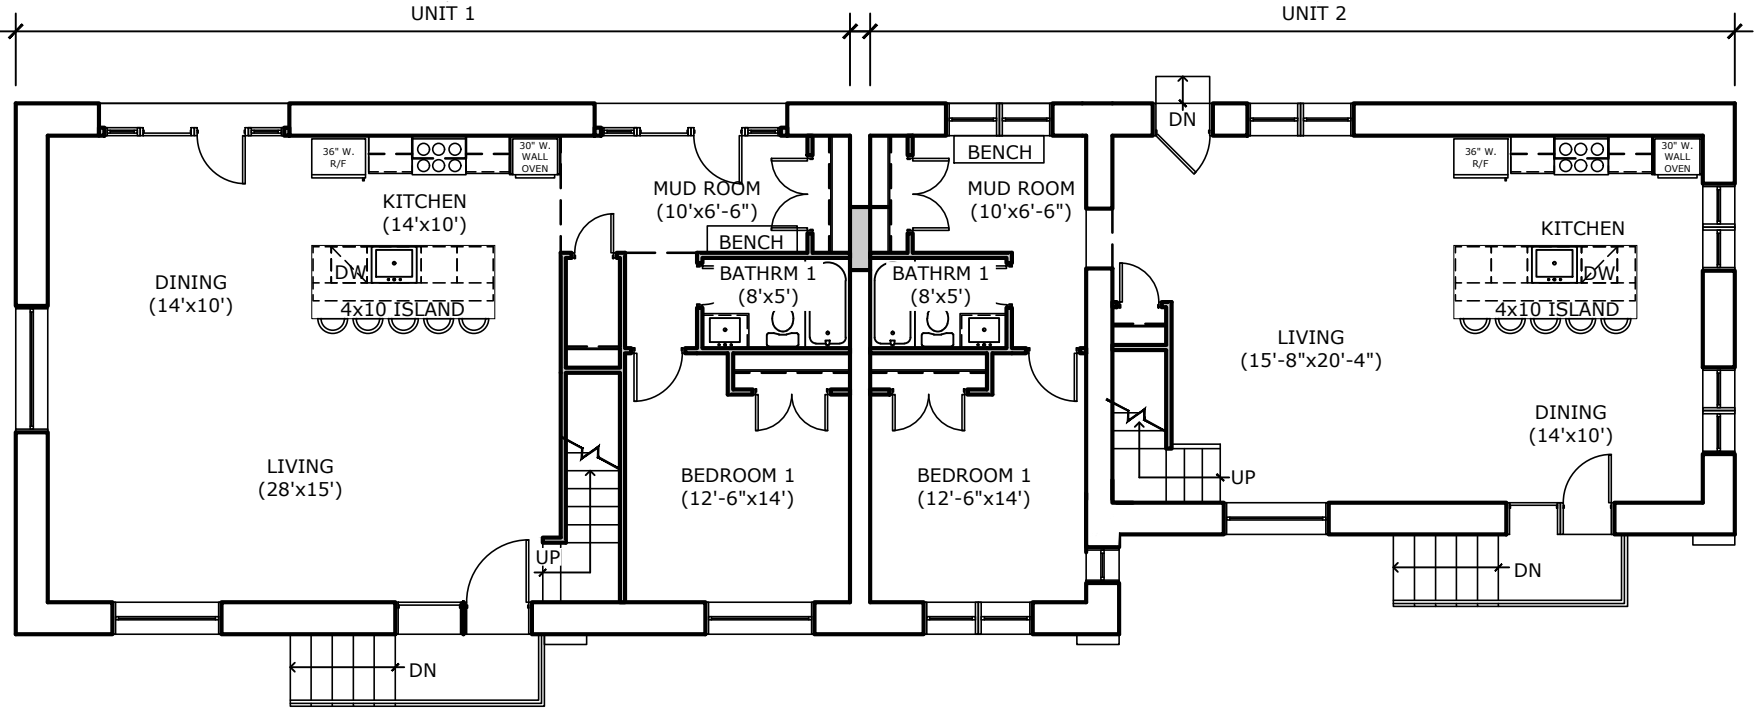 UNIT 1
UNIT 2
DN
36" W.
R/F
30" W.
WALL
OVEN
BENCH
36" W.
R/F
30" W.
WALL
OVEN
KITCHEN
(14'x10')
MUD ROOM
(10'x6'-6")
MUD ROOM
(10'x6'-6")
KITCHEN
BENCH
DINING
(14'x10')
DW
4x10 ISLAND
BATHRM 1
(8'x5')
BATHRM 1
(8'x5')
DW
4x10 ISLAND
LIVING
(15'-8"x20'-4")
DINING
(14'x10')
LIVING
(28'x15')
BEDROOM 1
(12'-6"x14')
BEDROOM 1
(12'-6"x14')
UP
UP
DN
DN